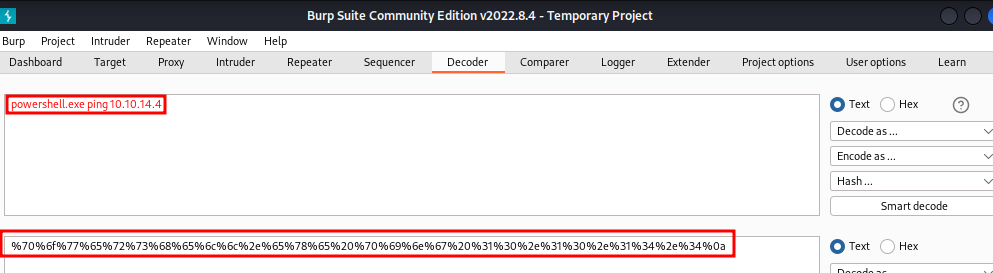 Burp Suite Community Edition v2022.8.4 - Temporary Project
Burp Project Intruder Repeater Window Help
Dashboard Target Proxy Intruder Repeater Sequencer Decoder Comparer Logger Extender Project options User options Learn
powershell.exe ping 10.10.14.4
Text Hex ?
Decode as ...
Encode as ...
Hash ...
Smart decode
%70%6f%77%65%72%73%68%65%6c%6c%2e%65%78%65%20%70%69%6e%67%20%31%30%2e%31%30%2e%31%34%2e%34%0a
Text Hex
Decode as ...